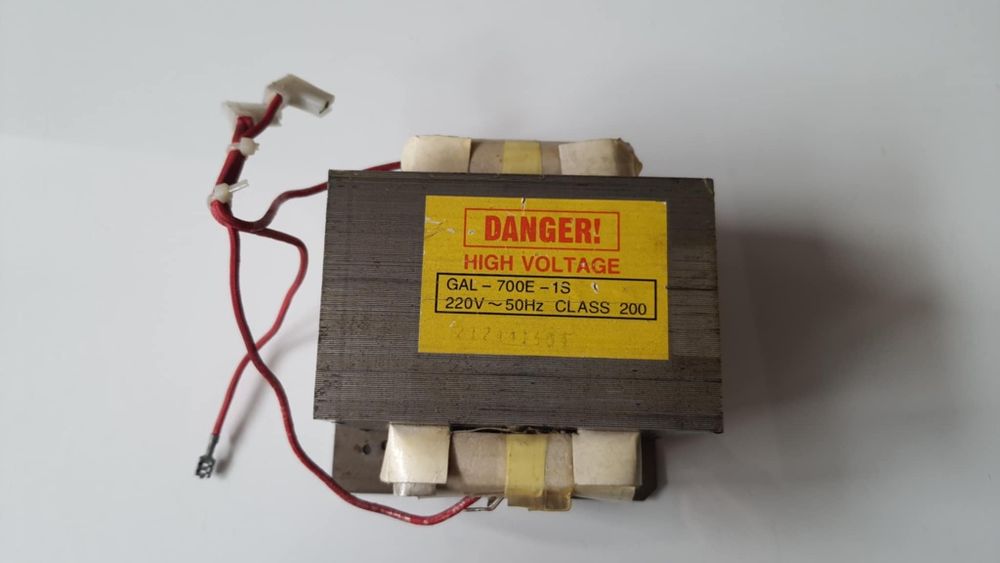 DANGER!
HIGH VOLTAGE
GAL-700E-1S
220V~50Hz CLASS 200